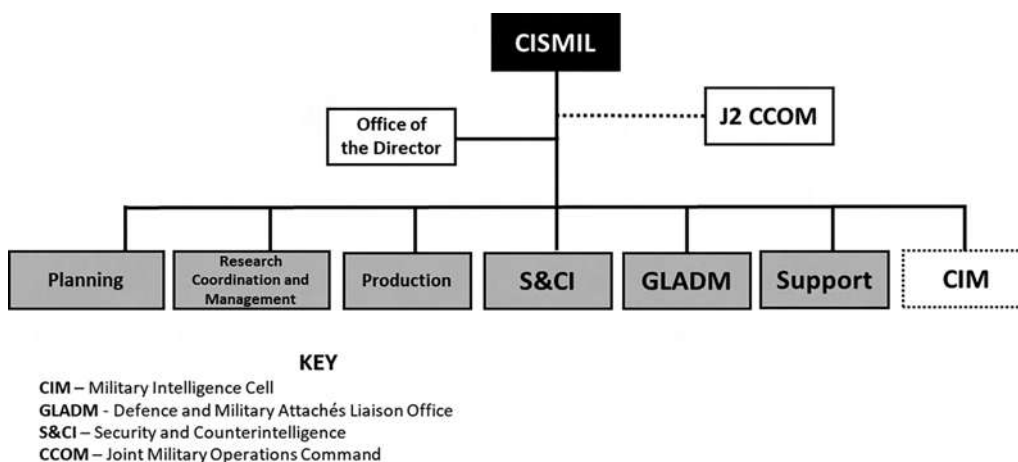 CISMIL
Office of
the Director
J2 CCOM
Planning
Research
Coordination and
Management
Production
S&CI
GLADM
Support
CIM
KEY
CIM – Military Intelligence Cell
GLADM - Defence and Military Attachés Liaison Office
S&CI – Security and Counterintelligence
CCOM – Joint Military Operations Command